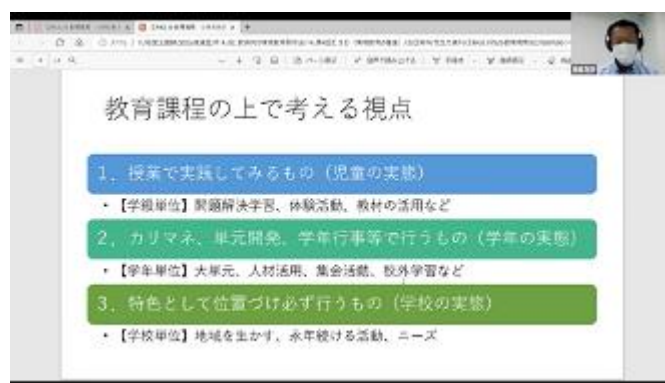 教育課程の上で考える視点
1．授業で実践してみるもの（児童の実態）
・【学級単位】問題解決学習、体験活動、教材の活用など
2．カリマネ、単元開発、学年行事等で行うもの（学年の実態）
・【学年単位】大単元、人材活用、集会活動、校外学習など
3．特色として位置づけ必ず行うもの（学校の実態）
・【学校単位】地域を生かす、永年続ける活動、ニーズ